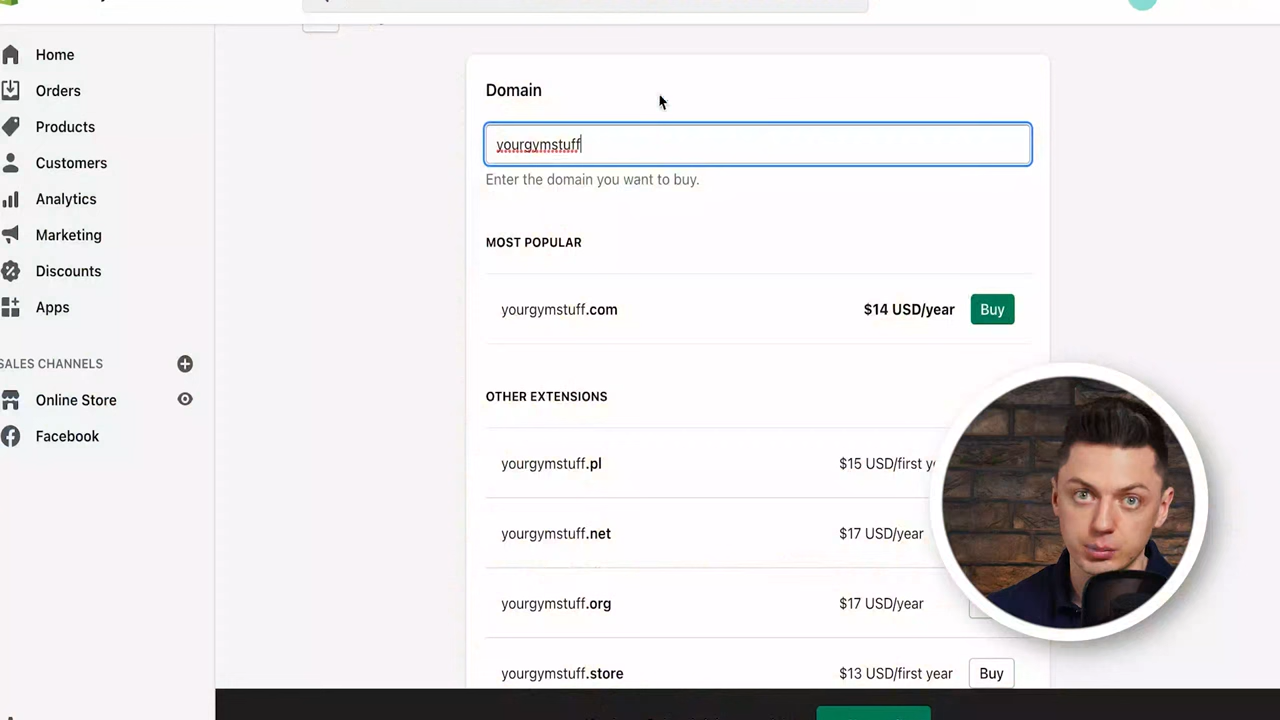 Home
Orders
Products
Customers
Analytics
Marketing
Discounts
Apps
SALES CHANNELS
Online Store
Facebook
Domain
yourgymstuff
Enter the domain you want to buy.
MOST POPULAR
yourgymstuff.com $14 USD/year Buy
OTHER EXTENSIONS
yourgymstuff.pl $15 USD/first ye
yourgymstuff.net $17 USD/year
yourgymstuff.org $17 USD/year
yourgymstuff.store $13 USD/first year Buy